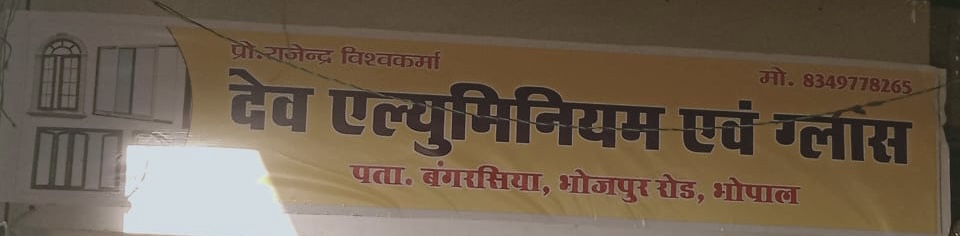 प्रो. राजेन्द्र विश्वकर्मा
मो. 8349778265
देव एल्युमिनियम एवं ग्लास
पता. बंगरसिया, भोजपुर रोड, भोपाल